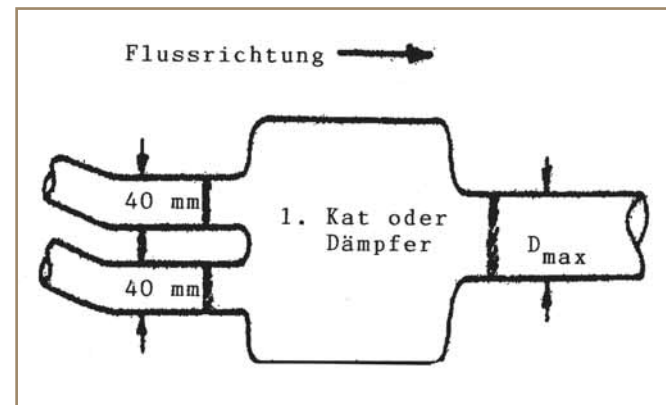 Flussrichtung
40 mm
1. Kat oder
Dämpfer
D max
40 mm